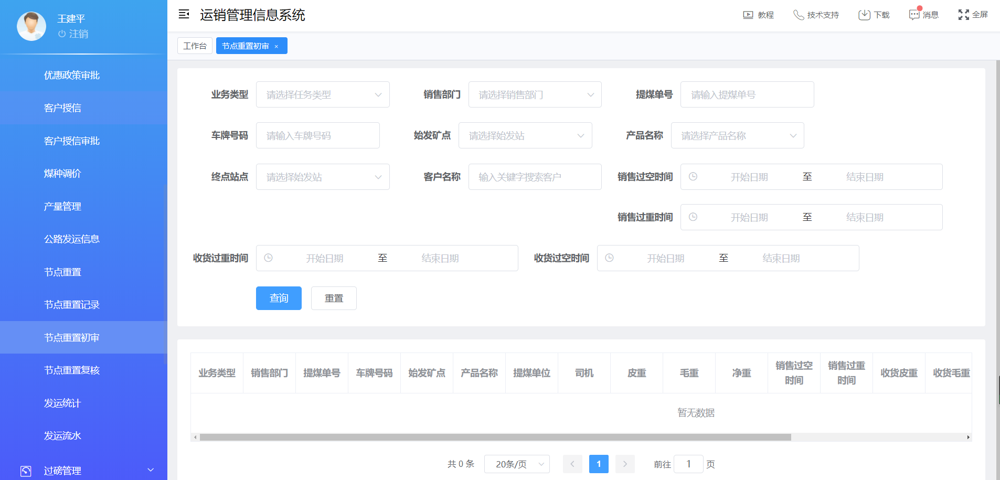 王建平
注销
运销管理信息系统
教程
技术支持
下载
消息
全屏
工作台
节点重置初审 ×
优惠政策审批
客户授信
客户授信审批
煤种调价
产量管理
公路发运信息
节点重置
节点重置记录
节点重置初审
节点重置复核
发运统计
发运流水
过磅管理
业务类型 请选择任务类型 销售部门 请选择销售部门 提煤单号 请输入提煤单号
车牌号码 请输入车牌号码 始发矿点 请选择始发站 产品名称 请选择产品名称
终点站点 请选择始发站 客户名称 输入关键字搜索客户 销售过空时间 开始日期 至 结束日期
销售过重时间 开始日期 至 结束日期
收货过重时间 开始日期 至 结束日期 收货过空时间 开始日期 至 结束日期
查询 重置
业务类型 销售部门 提煤单号 车牌号码 始发矿点 产品名称 提煤单位 司机 皮重 毛重 净重 销售过空时间 销售过重时间 收货皮重 收货毛重
暂无数据
共 0 条 20条/页 1 前往 1 页